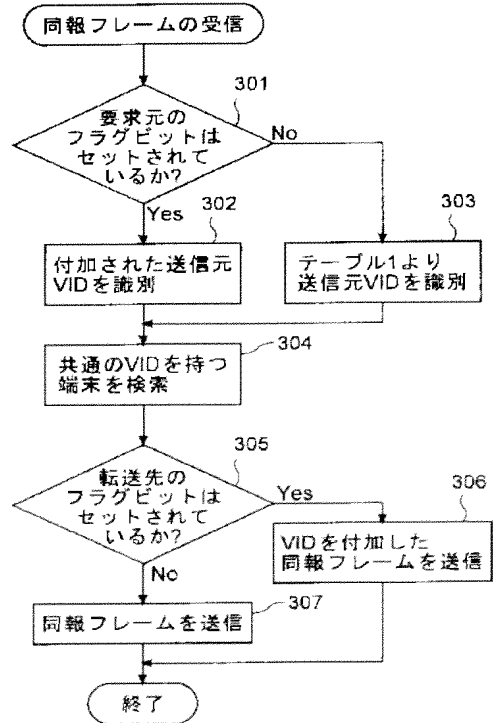 同報フレームの受信
301
要求元の
フラグビットは
セットされて
いるか?
No
Yes
302
付加された送信元
VIDを識別
303
テーブル1より
送信元VIDを識別
304
共通のVIDを持つ
端末を検索
305
転送先の
フラグビットは
セットされて
いるか?
Yes
306
VIDを付加した
同報フレームを送信
No
307
同報フレームを送信
終了